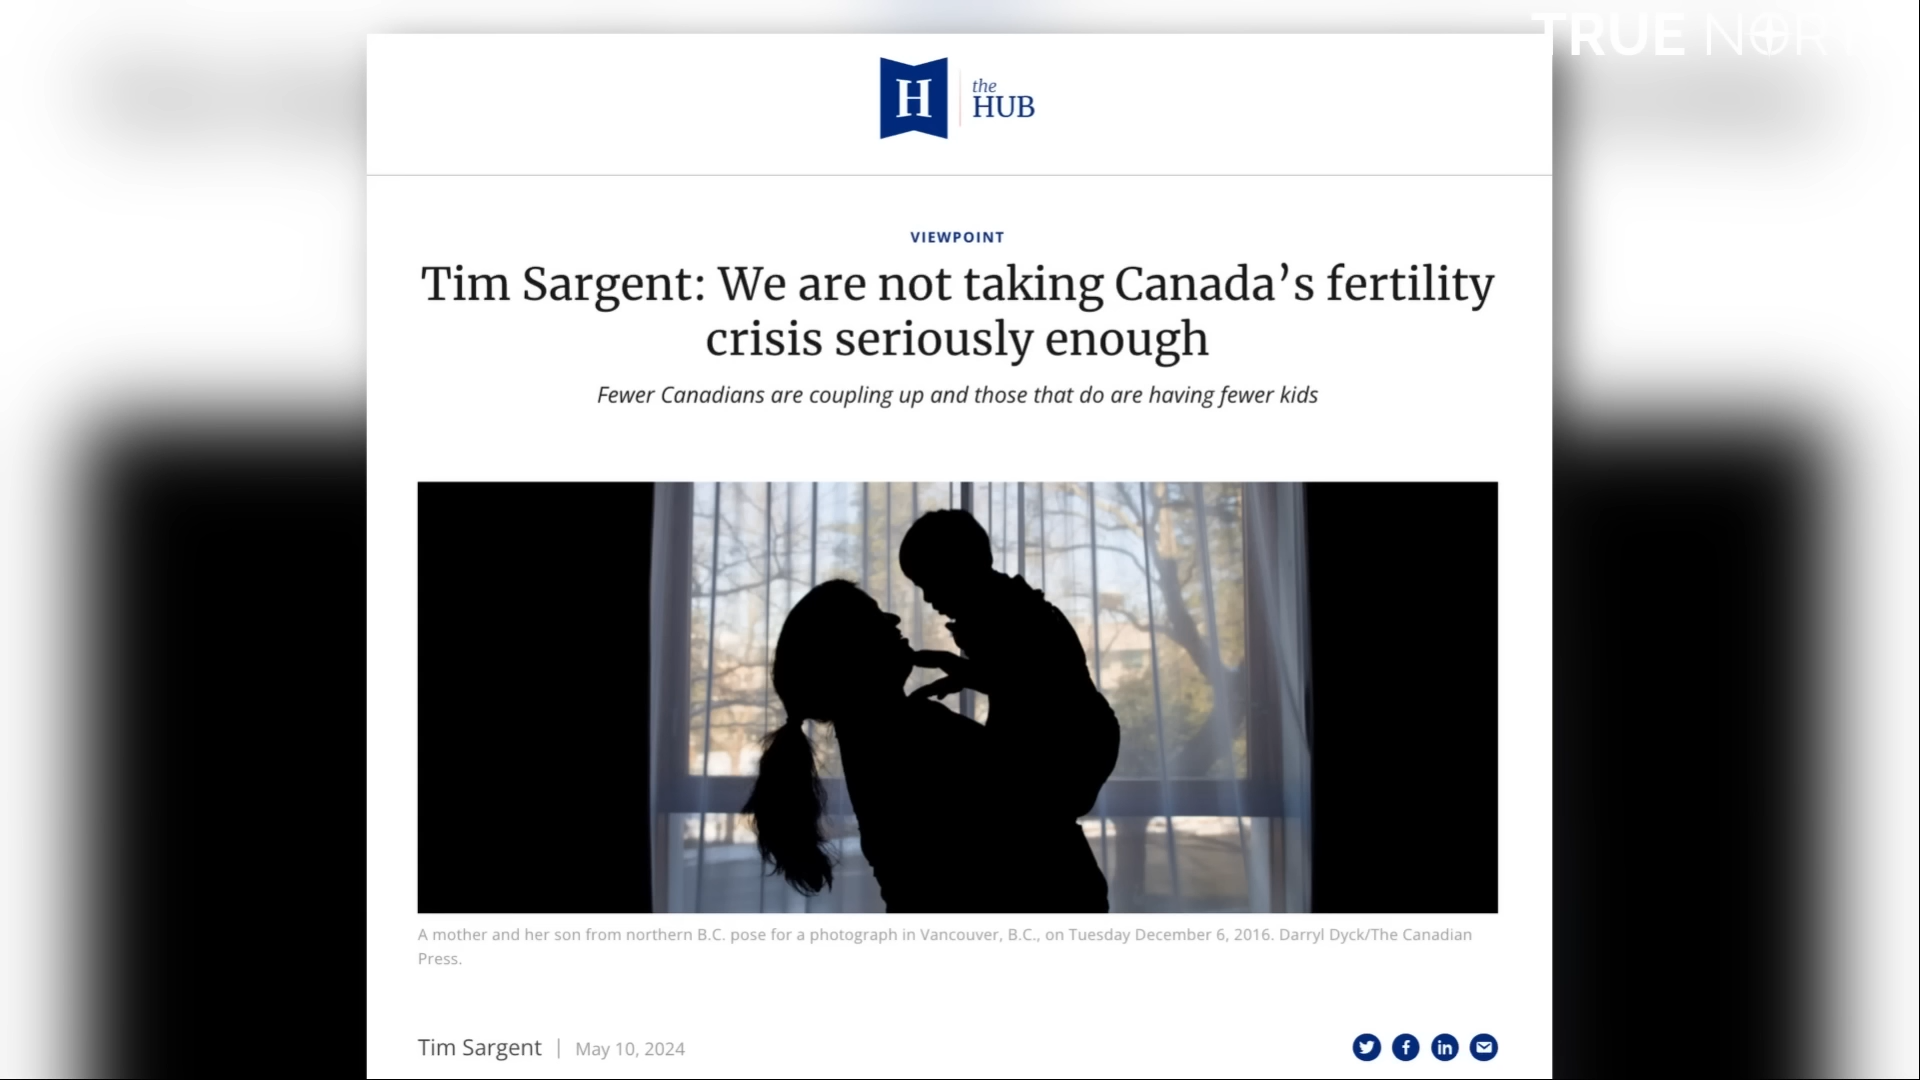 TRUE NORTH
H
the
HUB
VIEWPOINT
Tim Sargent: We are not taking Canada’s fertility
crisis seriously enough
Fewer Canadians are coupling up and those that do are having fewer kids
A mother and her son from northern B.C. pose for a photograph in Vancouver, B.C., on Tuesday December 6, 2016. Darryl Dyck/The Canadian
Press.
Tim Sargent | May 10, 2024